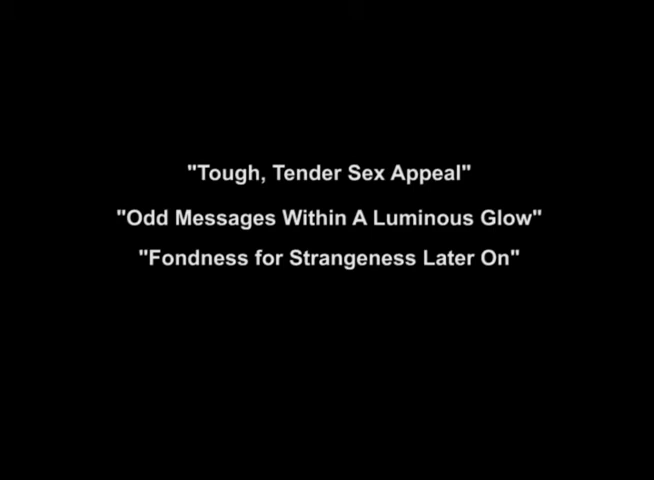 "Tough, Tender Sex Appeal"
"Odd Messages Within A Luminous Glow"
"Fondness for Strangeness Later On"